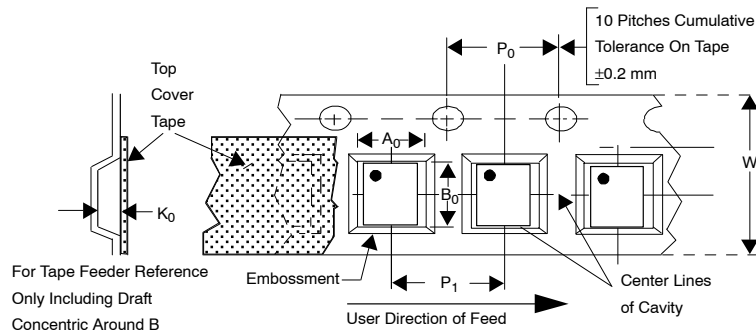 10 Pitches Cumulative
Tolerance On Tape
±0.2 mm
P0
Top
Cover
Tape
A0
W
B0
K0
For Tape Feeder Reference
Only Including Draft
Concentric Around B
Embossment
P1
Center Lines
of Cavity
User Direction of Feed